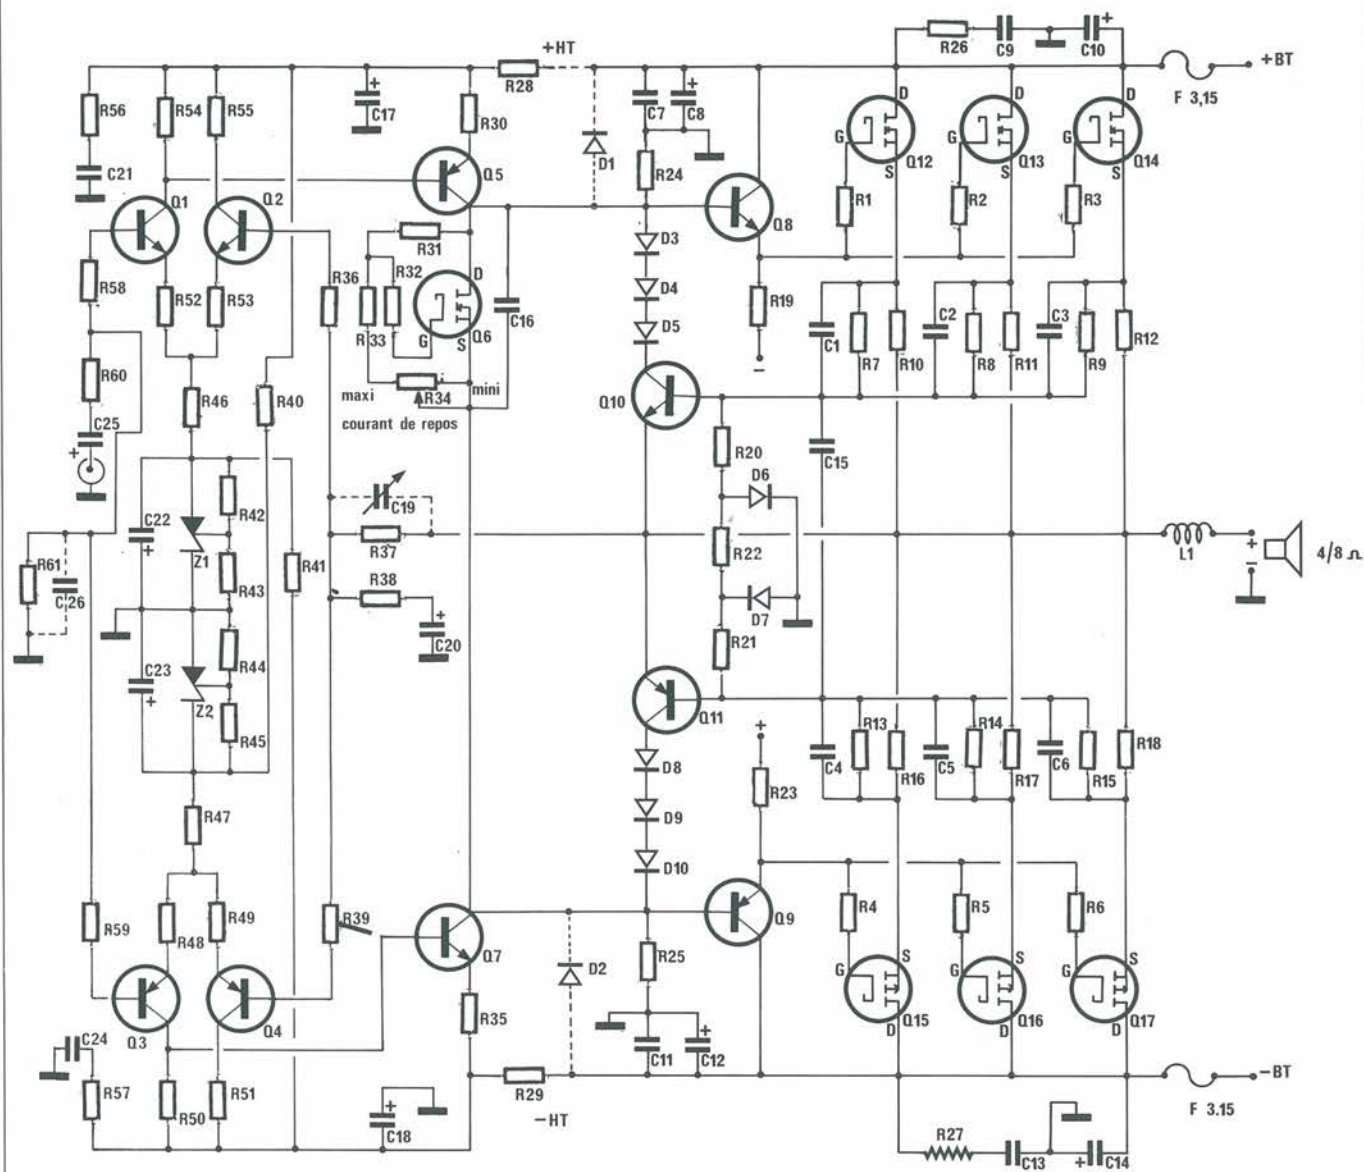 R26
C9
C10
+
+HT
+BT
F 3,15
R28
R56
R54
R55
+
C17
R30
C7
+
C8
D1
D
Q12
G
S
D
Q13
G
D
Q14
G
S
C21
Q1
Q2
Q5
R24
Q8
R1
R2
R3
R58
R52
R53
R36
R31
R32
R33
D
G
S
Q6
C16
D3
D4
D5
R19
−
C1
R7
R10
C2
R8
R11
C3
R9
R12
R60
R46
R40
maxi
R34
mini
courant de repos
Q10
C25
+
R42
C19
R20
C15
D6
C22
+
Z1
R37
R22
L1
+
−
4/8 Ω
R61
C26
R43
R41
R38
+
C20
D7
R21
R44
C23
+
Z2
R45
Q11
+
R13
R16
C4
R14
R17
C5
C6
R15
R18
D8
D9
D10
R23
R47
R59
R48
R49
R39
Q7
Q9
R4
R5
R6
Q3
Q4
R35
D2
R25
G
S
Q15
D
G
S
Q16
D
G
S
Q17
D
C24
R57
R50
R51
+
C18
R29
−HT
C11
+
C12
−BT
F 3.15
R27
C13
+
C14